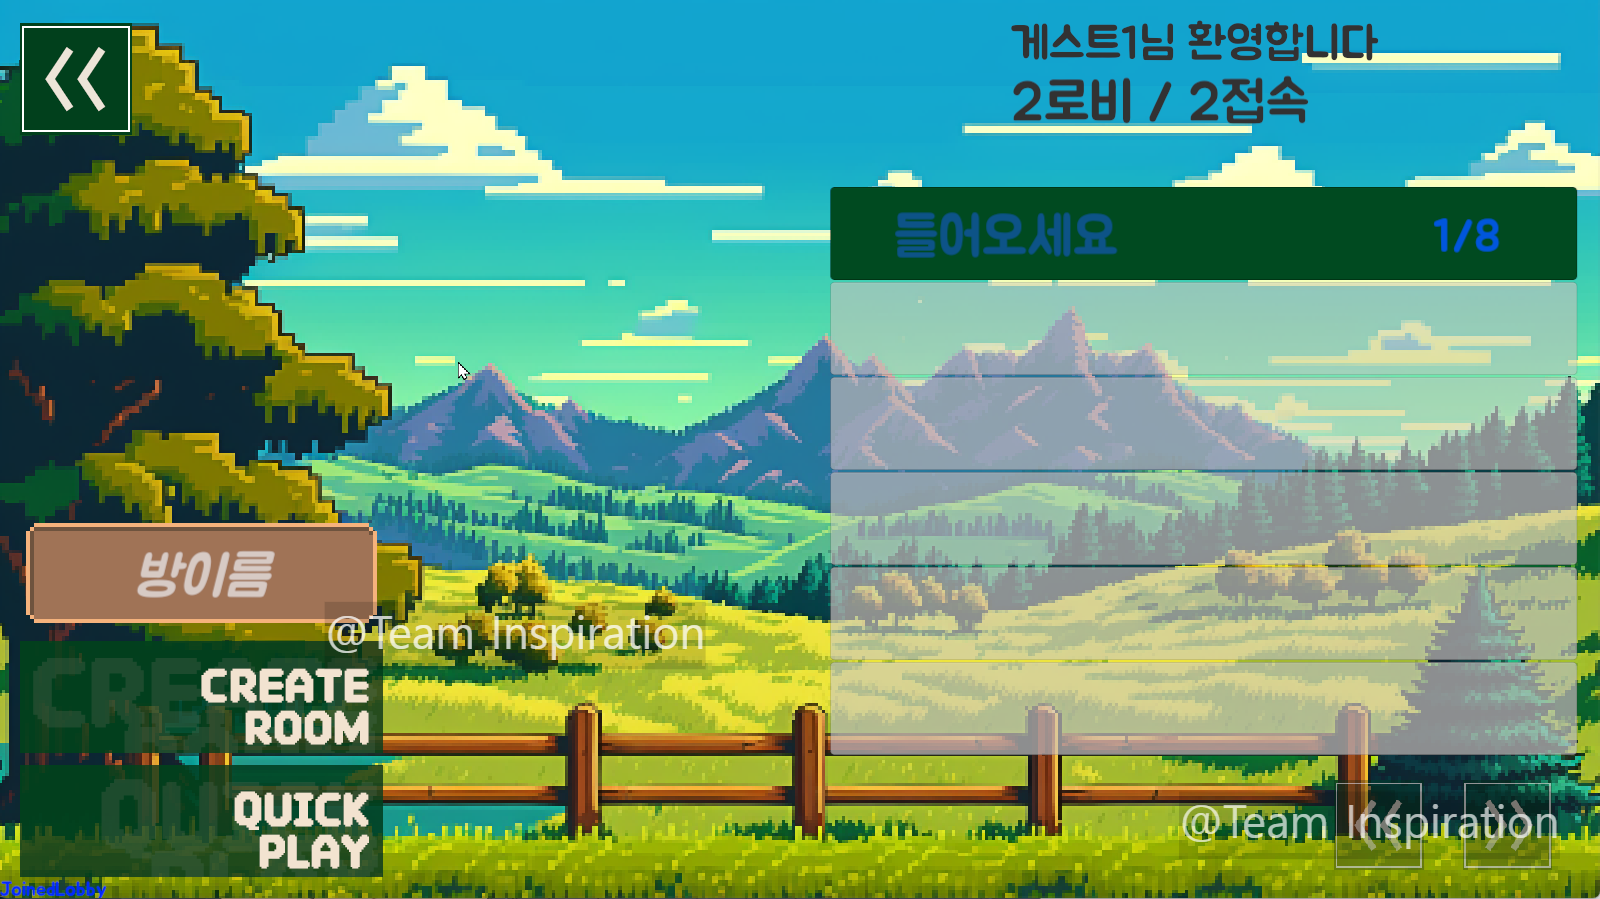 게스트1님 환영합니다
2로비 / 2접속
들어오세요 1/8
방이름
@Team Inspiration
CREATE
ROOM
QUICK
PLAY
@Team Inspiration
JoinedLobby